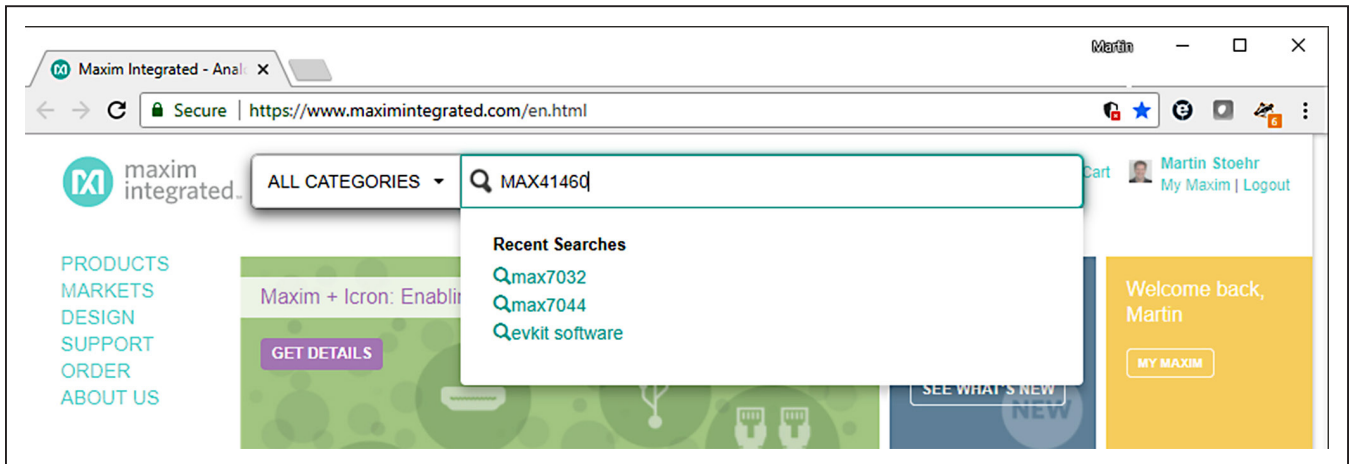 Martin
Maxim Integrated - Anal
Secure | https://www.maximintegrated.com/en.html
6
maxim
integrated™
ALL CATEGORIES
MAX41460
Cart
Martin Stoehr
My Maxim | Logout
Recent Searches
max7032
max7044
evkit software
PRODUCTS
MARKETS
DESIGN
SUPPORT
ORDER
ABOUT US
Maxim + Icron: Enablin
GET DETAILS
SEE WHAT'S NEW
NEW
Welcome back,
Martin
MY MAXIM